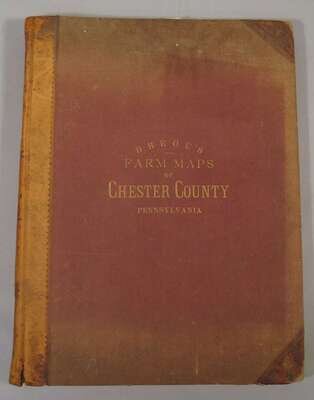 BREOU'S
FARM MAPS
OF
CHESTER COUNTY
PENNSYLVANIA